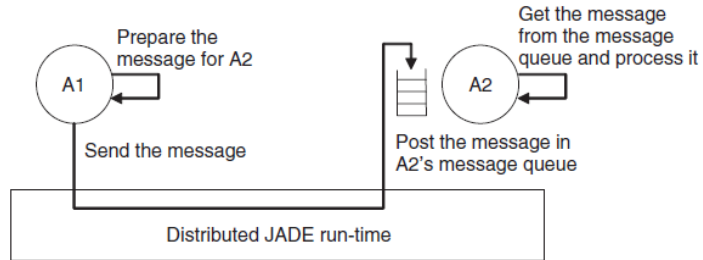 Prepare the
message for A2
A1
Send the message
Get the message
from the message
queue and process it
A2
Post the message in
A2's message queue
Distributed JADE run-time